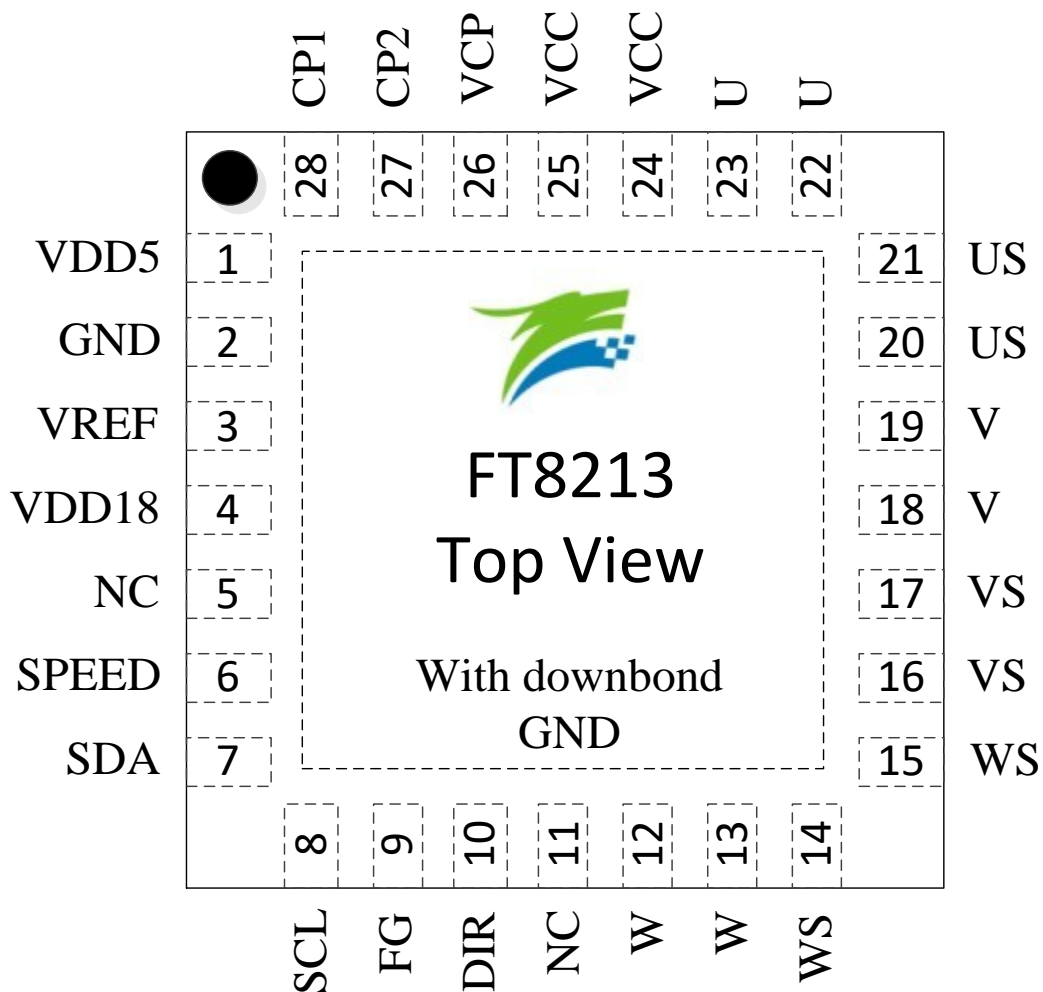 CP1 CP2 VCP VCC VCC U U
28 27 26 25 24 23 22
VDD5 1 21 US
GND 2 20 US
VREF 3 19 V
VDD18 4 18 V
NC 5 17 VS
SPEED 6 16 VS
SDA 7 15 WS
FT8213
Top View
With downbond
GND
8 9 10 11 12 13 14
SCL FG DIR NC W W WS